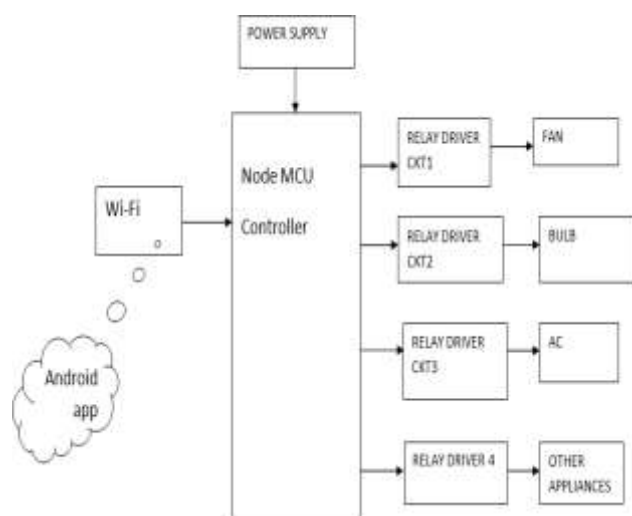 POWER SUPPLY
Node MCU
Controller
Wi-Fi
Android
app
RELAY DRIVER
CKT1
FAN
RELAY DRIVER
CKT2
BULB
RELAY DRIVER
CKT3
AC
RELAY DRIVER 4
OTHER
APPLIANCES